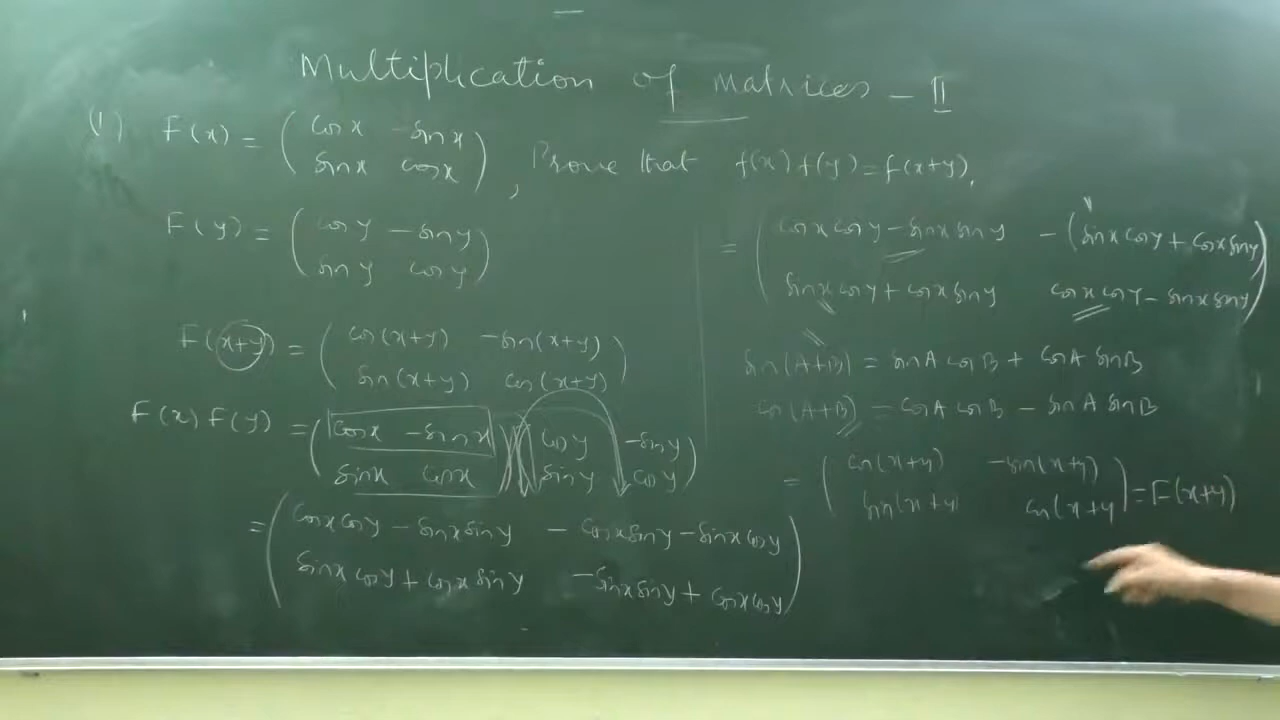 Multiplication of matrices - II
(1) F(x) = ( cos x  - sin x
sin x  cos x ), Prove that f(x) f(y) = f(x+y).
F(y) = ( cos y  - sin y
sin y  cos y )
F(x+y) = ( cos(x+y)  - sin(x+y)
sin(x+y)  cos(x+y) )
F(x) F(y) = ( cos x  - sin x ) ( cos y  - sin y
sin x  cos x  sin y  cos y )
= ( cos x cos y - sin x sin y  - cos x sin y - sin x cos y
sin x cos y + cos x sin y  - sin x sin y + cos x cos y )
= ( cos x cos y - sin x sin y  - (sin x cos y + cos x sin y)
sin x cos y + cos x sin y  cos x cos y - sin x sin y )
sin(A+B) = sin A cos B + cos A sin B
cos(A+B) = cos A cos B - sin A sin B
= ( cos(x+y)  - sin(x+y)
sin(x+y)  cos(x+y) ) = F(x+y)